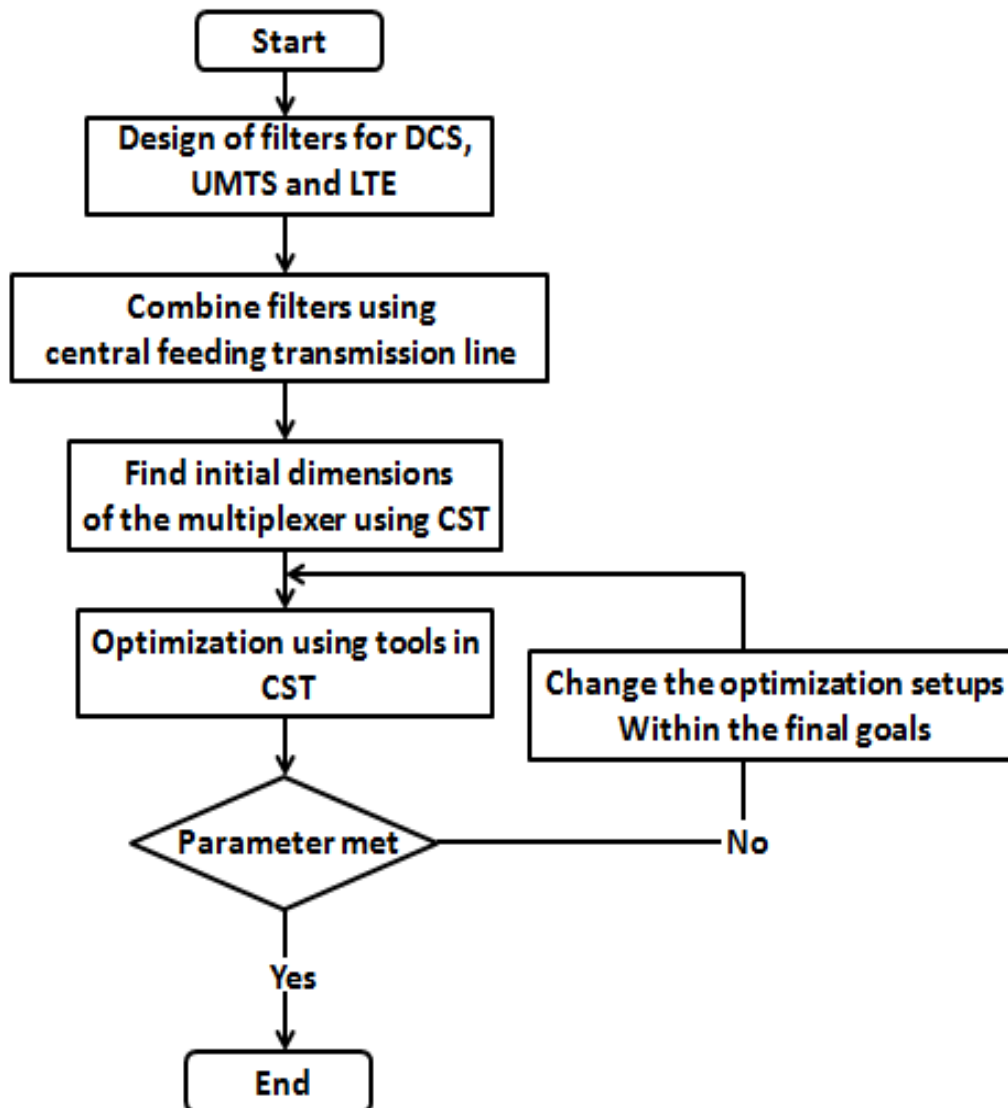 Start
Design of filters for DCS,
UMTS and LTE
Combine filters using
central feeding transmission line
Find initial dimensions
of the multiplexer using CST
Optimization using tools in
CST
Change the optimization setups
Within the final goals
Parameter met
No
Yes
End